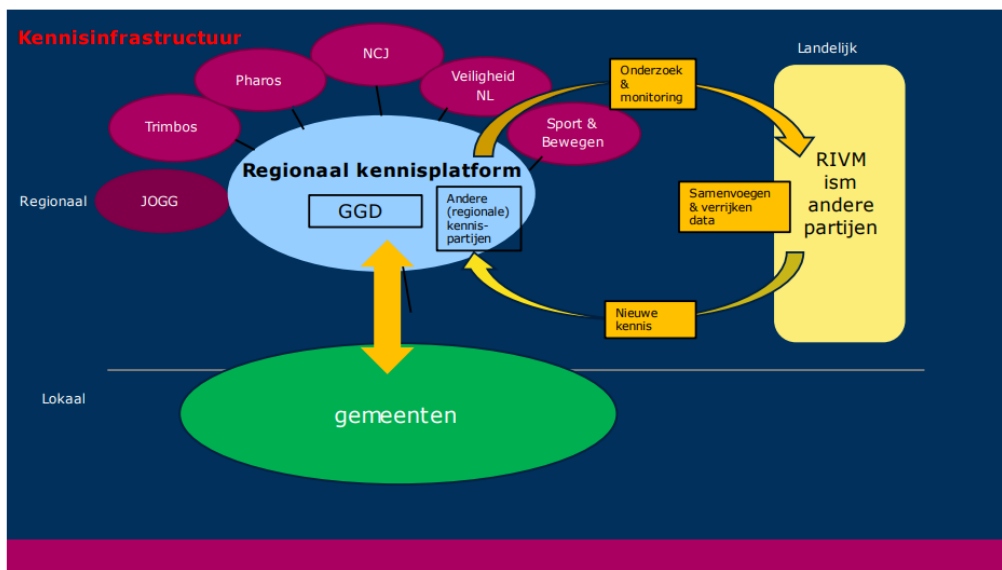 Kennisinfrastructuur
NCJ
Landelijk
Pharos
Veiligheid
NL
Onderzoek
&
monitoring
Trimbos
Sport &
Bewegen
Regionaal kennisplatform
RIVM
ism
andere
partijen
Regionaal
JOGG
GGD
Andere
(regionale)
kennis-
partijen
Samenvoegen
& verrijken
data
Nieuwe
kennis
Lokaal
gemeenten